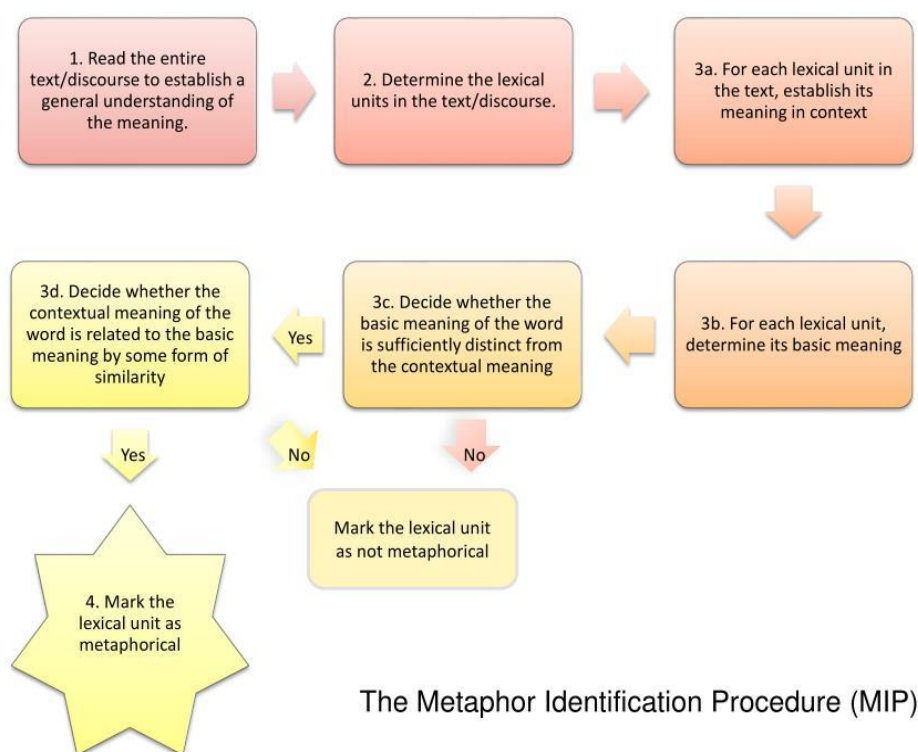 1. Read the entire
text/discourse to establish a
general understanding of
the meaning.
2. Determine the lexical
units in the text/discourse.
3a. For each lexical unit in
the text, establish its
meaning in context
3b. For each lexical unit,
determine its basic meaning
3c. Decide whether the
basic meaning of the word
is sufficiently distinct from
the contextual meaning
Yes
3d. Decide whether the
contextual meaning of the
word is related to the basic
meaning by some form of
similarity
Yes
No
No
Mark the lexical unit
as not metaphorical
4. Mark the
lexical unit as
metaphorical
The Metaphor Identification Procedure (MIP)